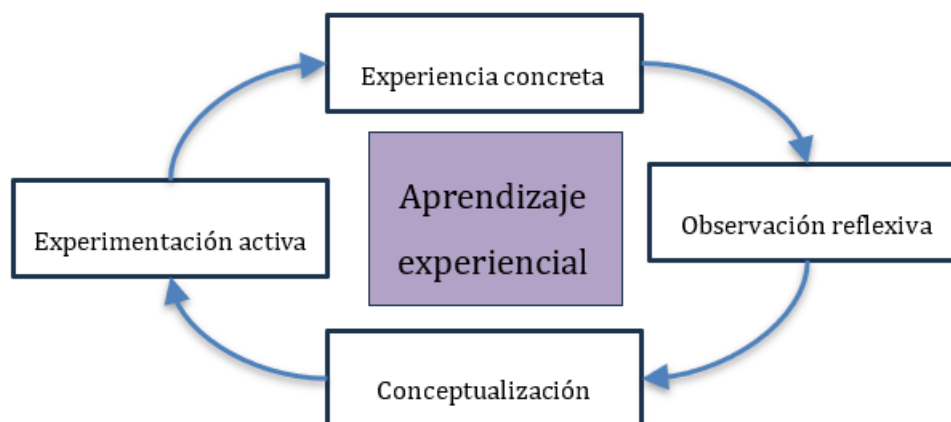 Experiencia concreta
Aprendizaje
experiencial
Observación reflexiva
Experimentación activa
Conceptualización